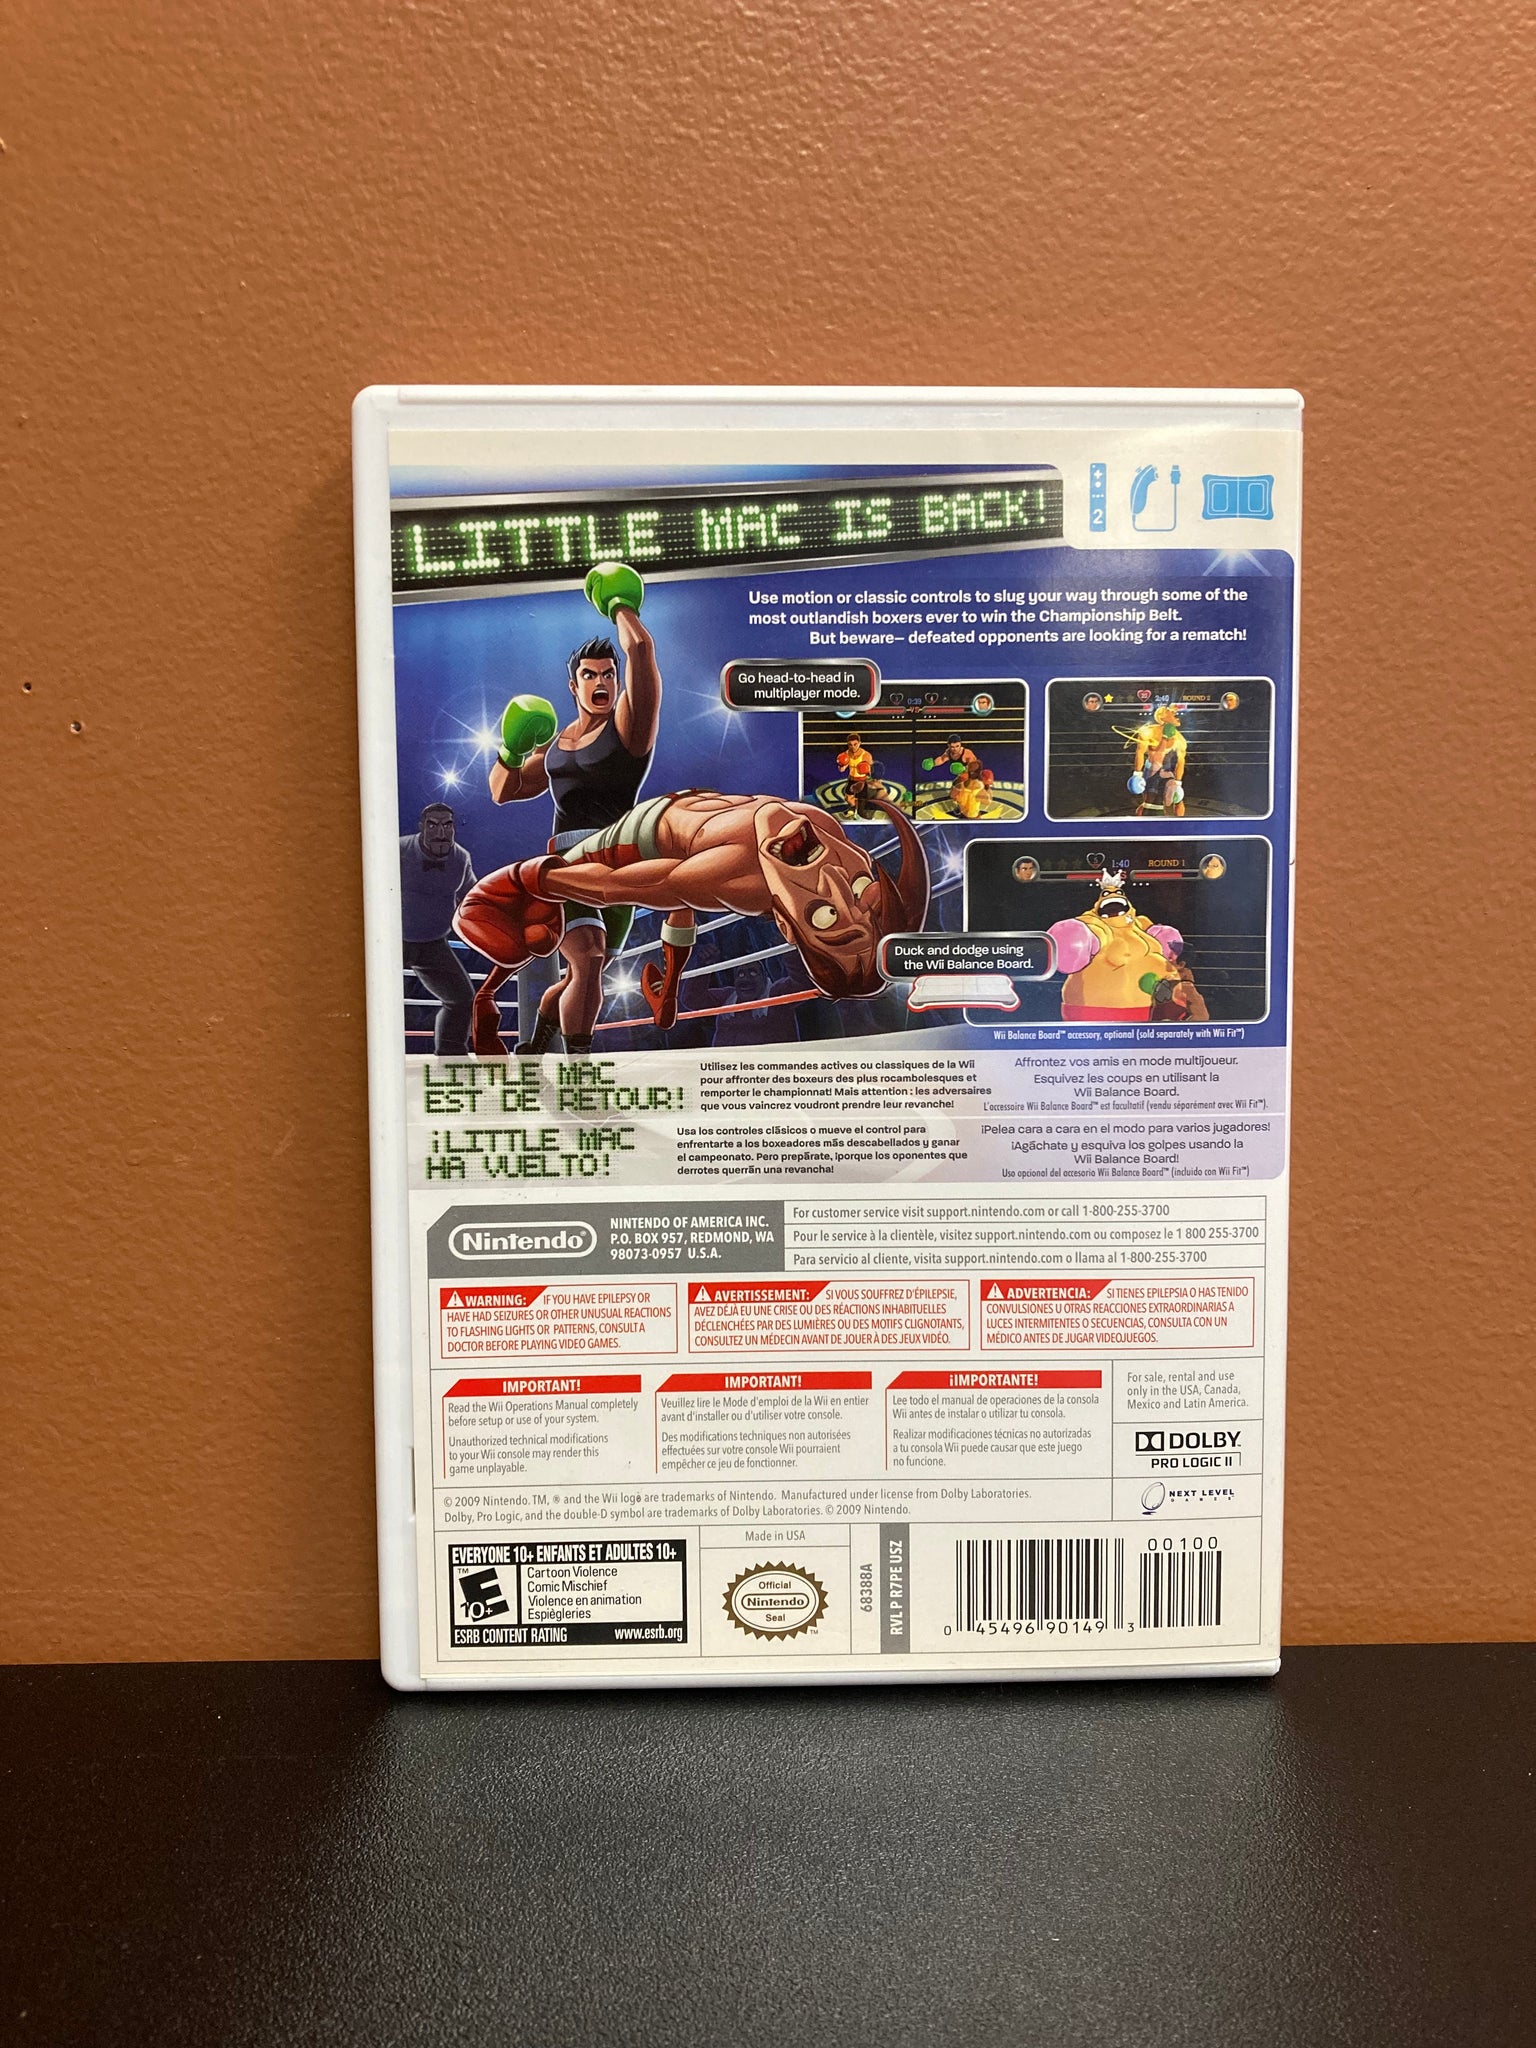 LITTLE MAC IS BACK!
2
Use motion or classic controls to slug your way through some of the
most outlandish boxers ever to win the Championship Belt.
But beware– defeated opponents are looking for a rematch!
Go head-to-head in
multiplayer mode.
0:39
2:40
ROUND 2
1:40
ROUND 1
Duck and dodge using
the Wii Balance Board.
Wii Balance Board™ accessory, optional (sold separately with Wii Fit™)
LITTLE MAC
EST DE RETOUR!
Utilisez les commandes actives ou classiques de la Wii
pour affronter des boxeurs des plus rocambolesques et
remporter le championnat! Mais attention : les adversaires
que vous vaincrez voudront prendre leur revanche!
Affrontez vos amis en mode multijoueur.
Esquivez les coups en utilisant la
Wii Balance Board.
L'accessoire Wii Balance Board™ est facultatif (vendu séparément avec Wii Fit™).
¡LITTLE MAC
HA VUELTO!
Usa los controles clásicos o mueve el control para
enfrentarte a los boxeadores más descabellados y ganar
el campeonato. Pero prepárate, ¡porque los oponentes que
derrotes querrán una revancha!
¡Pelea cara a cara en el modo para varios jugadores!
¡Agáchate y esquiva los golpes usando la
Wii Balance Board!
Uso opcional del accesorio Wii Balance Board™ (incluido con Wii Fit™)
Nintendo®
NINTENDO OF AMERICA INC.
P.O. BOX 957, REDMOND, WA
98073-0957 U.S.A.
For customer service visit support.nintendo.com or call 1-800-255-3700
Pour le service à la clientèle, visitez support.nintendo.com ou composez le 1 800 255-3700
Para servicio al cliente, visita support.nintendo.com o llama al 1-800-255-3700
WARNING: IF YOU HAVE EPILEPSY OR
HAVE HAD SEIZURES OR OTHER UNUSUAL REACTIONS
TO FLASHING LIGHTS OR PATTERNS, CONSULT A
DOCTOR BEFORE PLAYING VIDEO GAMES.
AVERTISSEMENT: SI VOUS SOUFFREZ D'ÉPILEPSIE,
AVEZ DÉJÀ EU UNE CRISE OU DES RÉACTIONS INHABITUELLES
DÉCLENCHÉES PAR DES LUMIÈRES OU DES MOTIFS CLIGNOTANTS,
CONSULTEZ UN MÉDECIN AVANT DE JOUER À DES JEUX VIDÉO.
ADVERTENCIA: SI TIENES EPILEPSIA O HAS TENIDO
CONVULSIONES U OTRAS REACCIONES EXTRAORDINARIAS A
LUCES INTERMITENTES O SECUENCIAS, CONSULTA CON UN
MÉDICO ANTES DE JUGAR VIDEOJUEGOS.
IMPORTANT!
Read the Wii Operations Manual completely
before setup or use of your system.
Unauthorized technical modifications
to your Wii console may render this
game unplayable.
IMPORTANT!
Veuillez lire le Mode d'emploi de la Wii en entier
avant d'installer ou d'utiliser votre console.
Des modifications techniques non autorisées
effectuées sur votre console Wii pourraient
empêcher ce jeu de fonctionner.
¡IMPORTANTE!
Lee todo el manual de operaciones de la consola
Wii antes de instalar o utilizar tu consola.
Realizar modificaciones técnicas no autorizadas
a tu consola Wii puede causar que este juego
no funcione.
For sale, rental and use
only in the USA, Canada,
Mexico and Latin America.
DOLBY
PRO LOGIC II
© 2009 Nintendo. TM, ® and the Wii logo are trademarks of Nintendo. Manufactured under license from Dolby Laboratories.
Dolby, Pro Logic, and the double-D symbol are trademarks of Dolby Laboratories. © 2009 Nintendo.
NEXT LEVEL
GAMES
EVERYONE 10+ ENFANTS ET ADULTES 10+
E
10+
TM
Cartoon Violence
Comic Mischief
Violence en animation
Espiègleries
ESRB CONTENT RATING www.esrb.org
Made in USA
Official
Nintendo
Seal
TM
68388A
RVL P R7PE USZ
0 45496 90149 3
00100